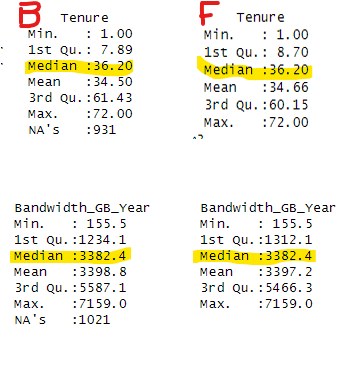 B
Tenure
Min. : 1.00
1st Qu.: 7.89
Median :36.20
Mean :34.50
3rd Qu.:61.43
Max. :72.00
NA's :931
F
Tenure
Min. : 1.00
1st Qu.: 8.70
Median :36.20
Mean :34.66
3rd Qu.:60.15
Max. :72.00
Bandwidth_GB_Year
Min. : 155.5
1st Qu.:1234.1
Median :3382.4
Mean :3398.8
3rd Qu.:5587.1
Max. :7159.0
NA's :1021
Bandwidth_GB_Year
Min. : 155.5
1st Qu.:1312.1
Median :3382.4
Mean :3397.2
3rd Qu.:5466.3
Max. :7159.0